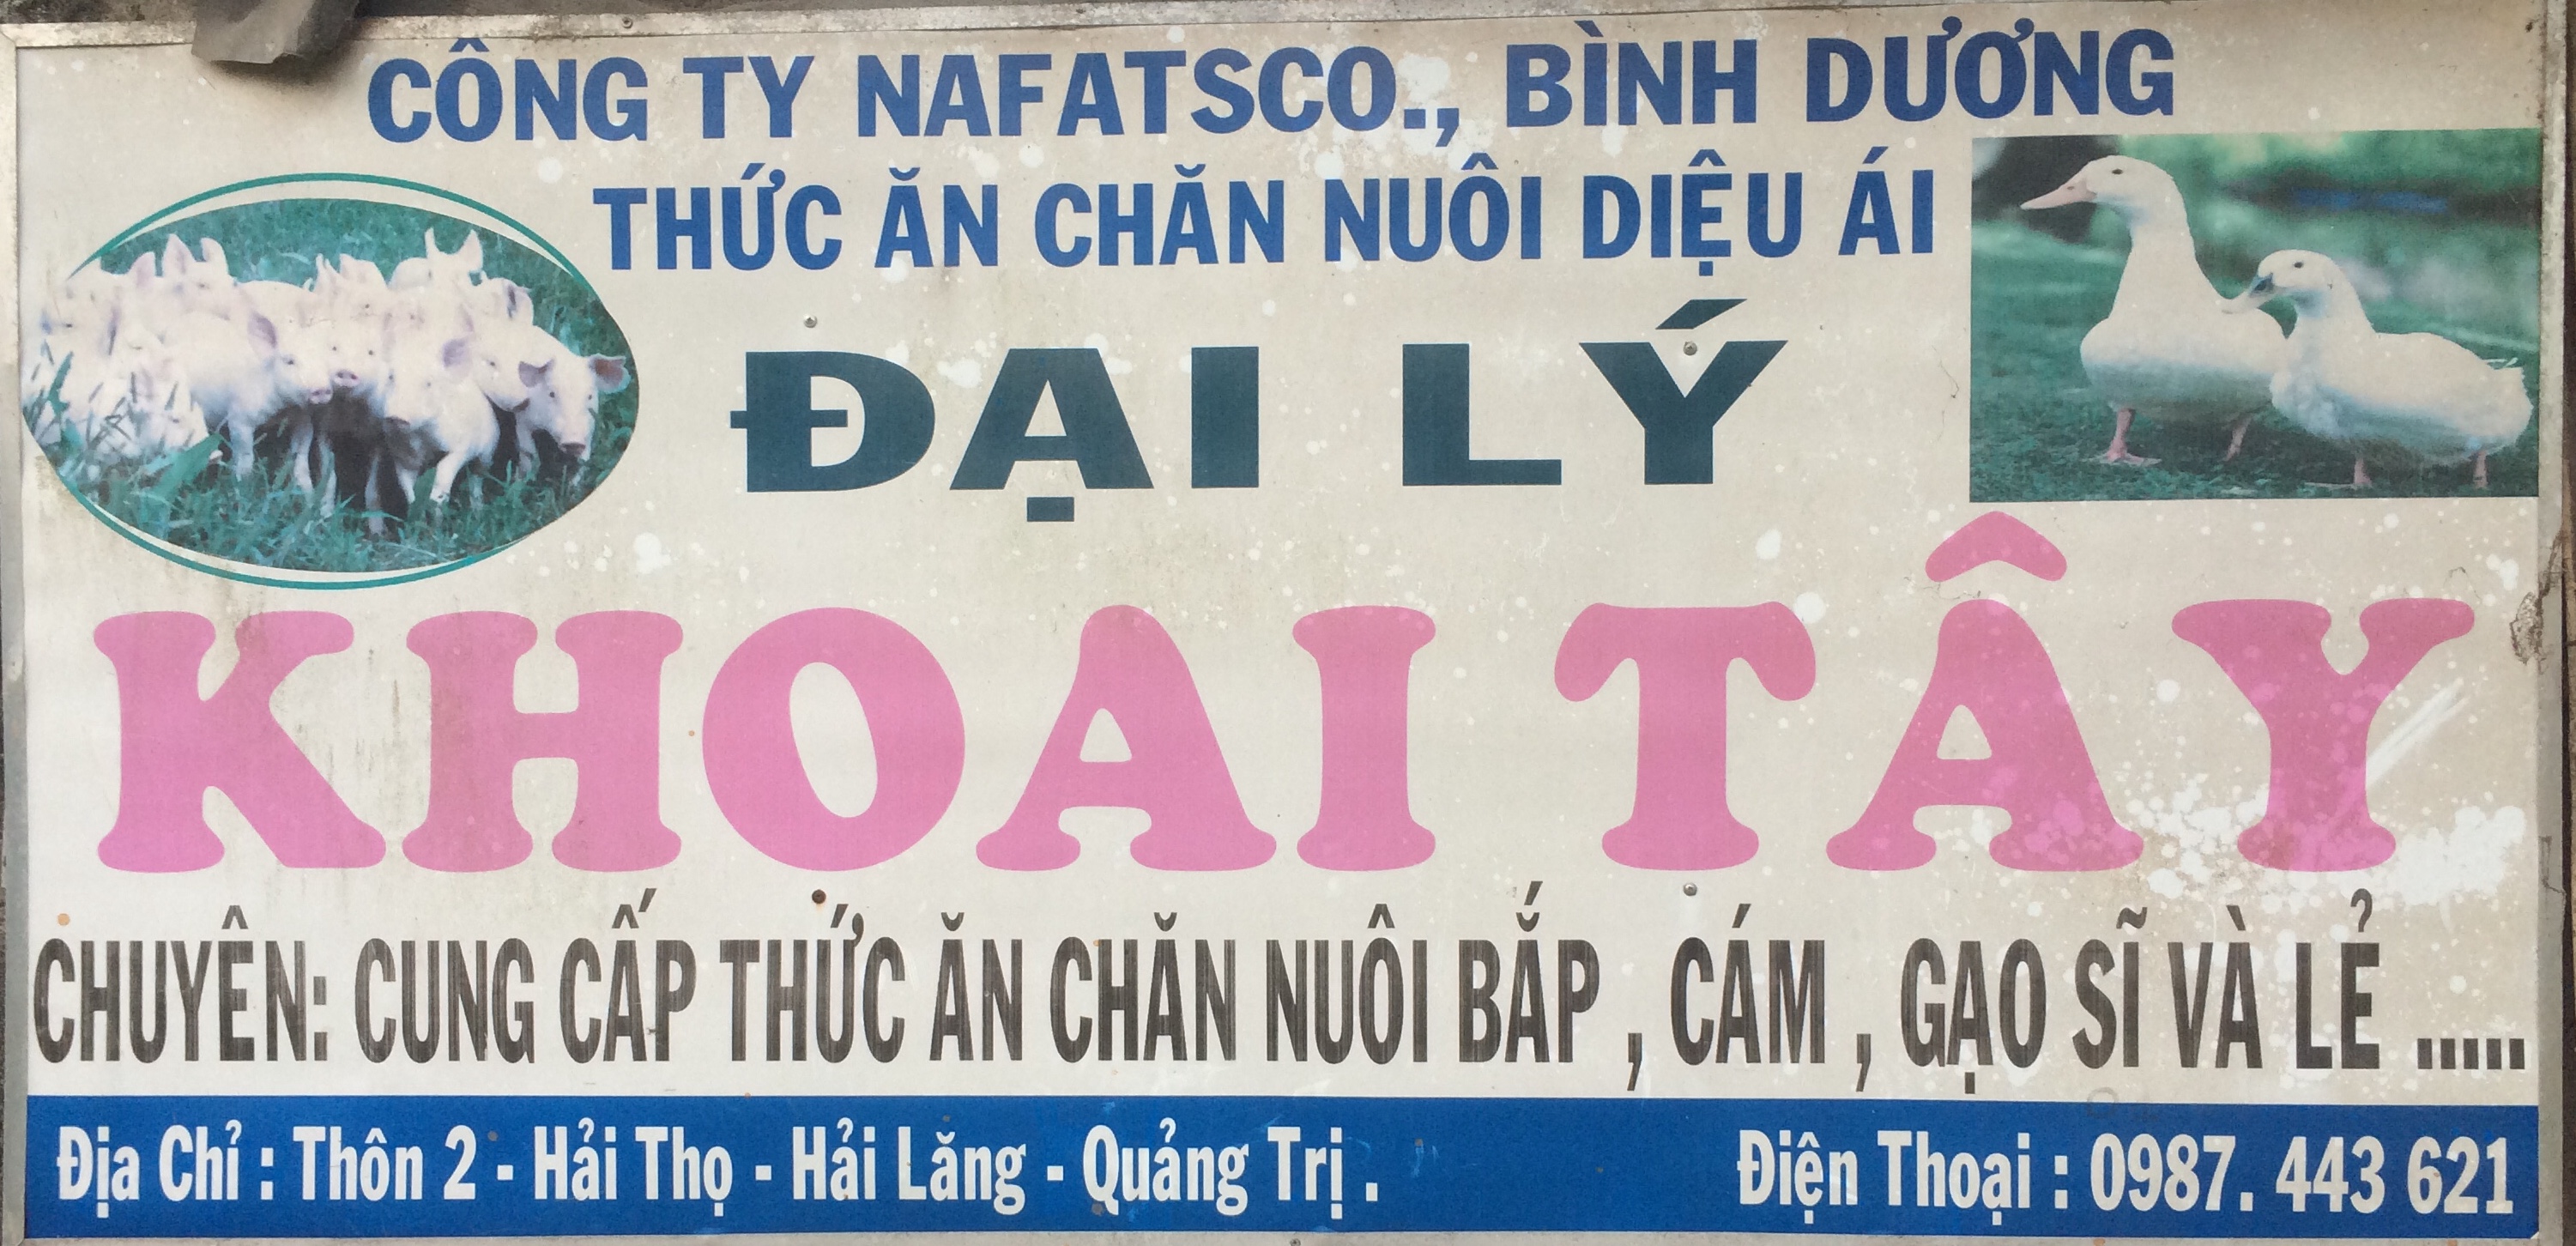 CÔNG TY NAFATSCO., BÌNH DƯƠNG
THỨC ĂN CHĂN NUÔI DIỆU ÁI
ĐẠI LÝ
KHOAI TÂY
CHUYÊN: CUNG CẤP THỨC ĂN CHĂN NUÔI BẮP , CÁM , GẠO SĨ VÀ LẺ .....
Địa Chỉ : Thôn 2 - Hải Thọ - Hải Lăng - Quảng Trị .
Điện Thoại : 0987. 443 621